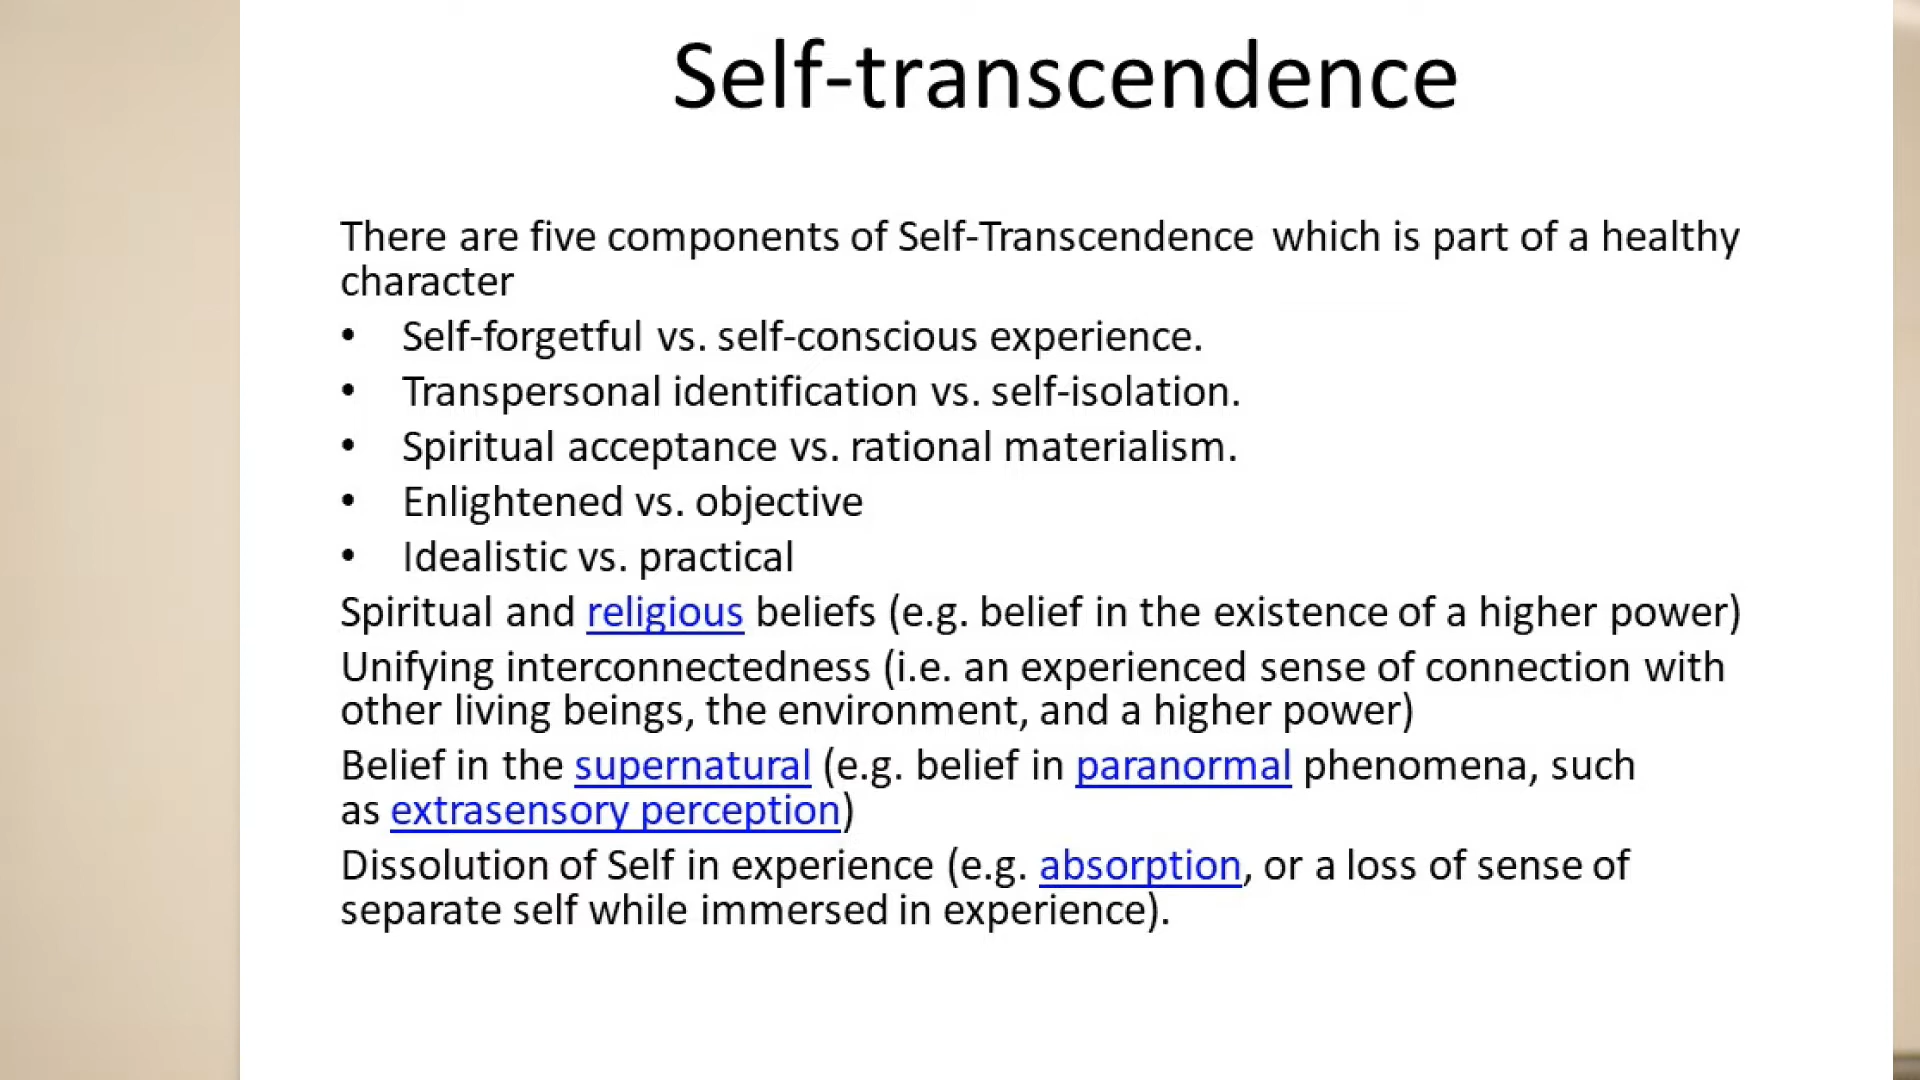 Self-transcendence
There are five components of Self-Transcendence which is part of a healthy
character
• Self-forgetful vs. self-conscious experience.
• Transpersonal identification vs. self-isolation.
• Spiritual acceptance vs. rational materialism.
• Enlightened vs. objective
• Idealistic vs. practical
Spiritual and religious beliefs (e.g. belief in the existence of a higher power)
Unifying interconnectedness (i.e. an experienced sense of connection with
other living beings, the environment, and a higher power)
Belief in the supernatural (e.g. belief in paranormal phenomena, such
as extrasensory perception)
Dissolution of Self in experience (e.g. absorption, or a loss of sense of
separate self while immersed in experience).